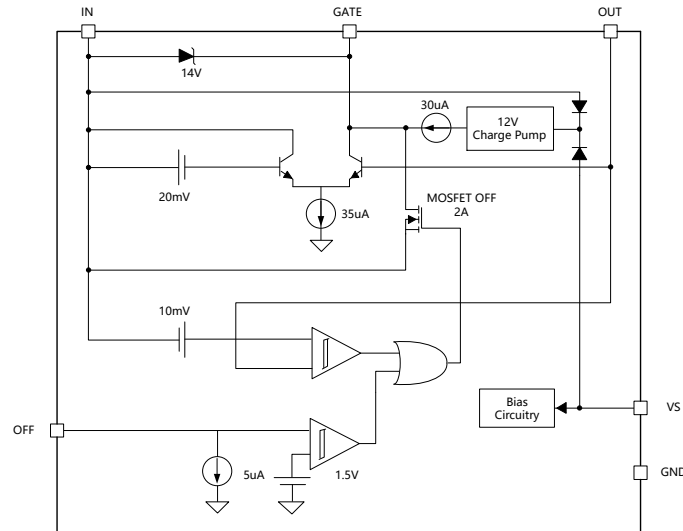 IN
GATE
OUT
14V
30uA
12V
Charge Pump
20mV
MOSFET OFF
2A
35uA
10mV
Bias
Circuitry
VS
OFF
5uA
1.5V
GND